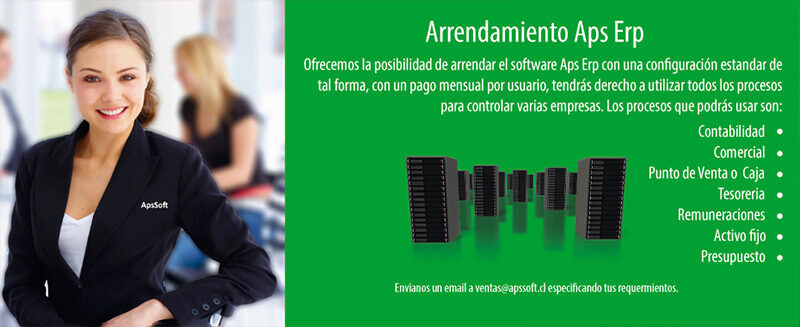 Arrendamiento Aps Erp
Ofrecemos la posibilidad de arrendar el software Aps Erp con una configuración estandar de
tal forma, con un pago mensual por usuario, tendrás derecho a utilizar todos los procesos
para controlar varias empresas. Los procesos que podrás usar son:
Contabilidad •
Comercial •
Punto de Venta o Caja •
Tesoreria •
Remuneraciones •
Activo fijo •
Presupuesto •
ApsSoft
Envianos un email a ventas@apssoft.cl especificando tus requermientos.